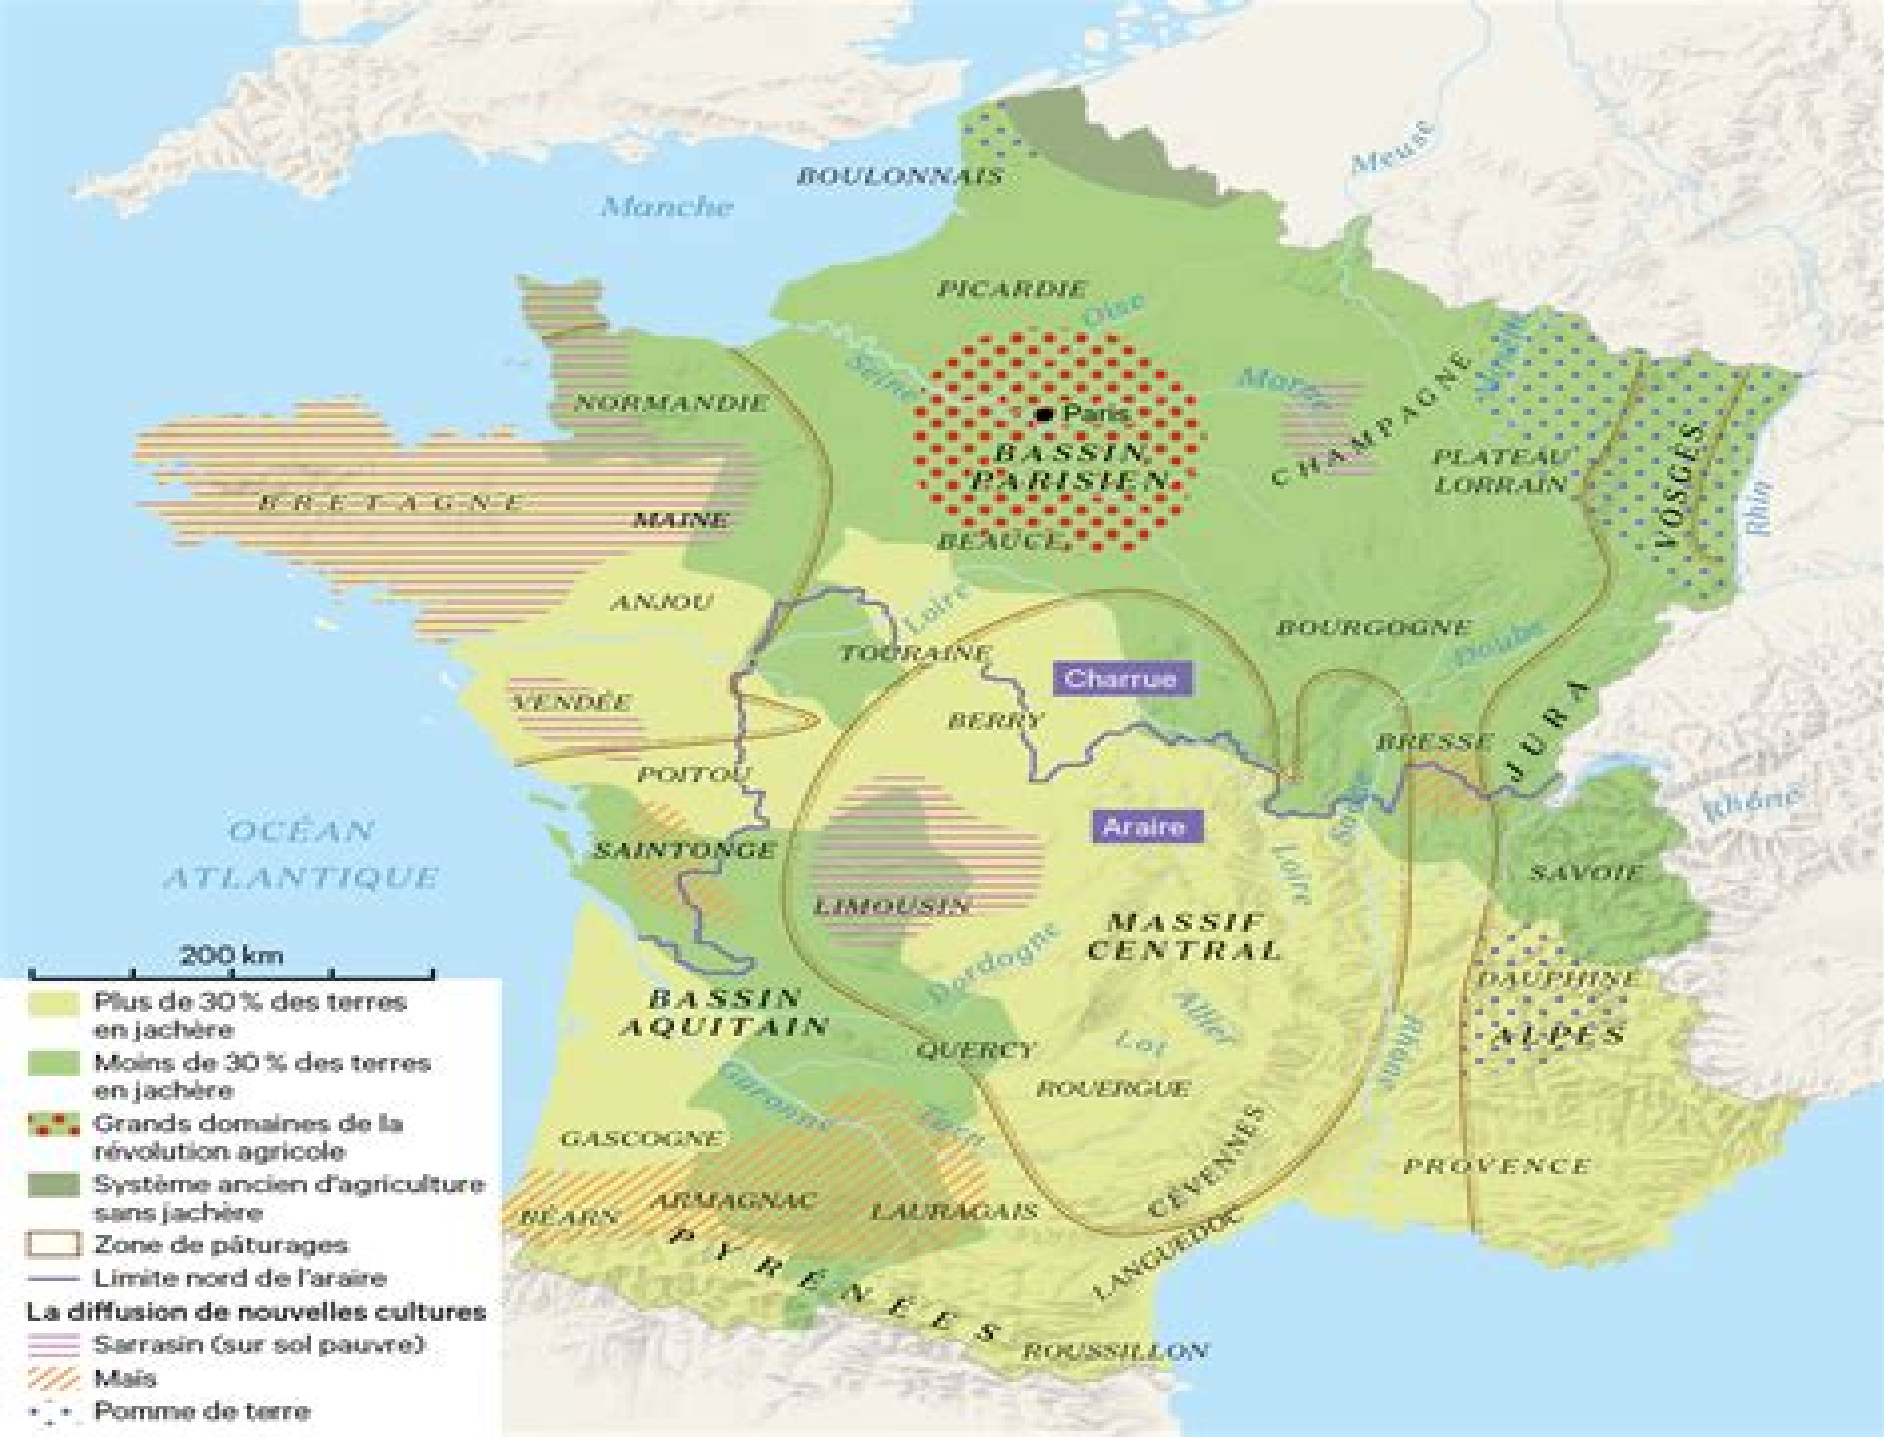 Meuse
BOULONNAIS
Manche
PICARDIE
Oise
Seine
Marne
Moselle
NORMANDIE
CHAMPAGNE
Paris
BASSIN
PARISIEN
PLATEAU
LORRAIN
VOSGES
Rhin
BRETAGNE
MAINE
BEAUCE
ANJOU
Loire
TOURAINE
BOURGOGNE
Doubs
Charrue
VENDÉE
BERRY
BRESSE
JURA
POITOU
Rhône
OCÉAN
ATLANTIQUE
Araire
Saône
SAINTONGE
Loire
SAVOIE
LIMOUSIN
MASSIF
CENTRAL
Dordogne
DAUPHINÉ
ALPES
BASSIN
AQUITAIN
Allier
Lot
QUERCY
Rhône
ROUERGUE
Garonne
Tarn
GASCOGNE
CÉVENNES
PROVENCE
BÉARN
ARMAGNAC
LAURAGAIS
LANGUEDOC
PYRÉNÉES
ROUSSILLON
200 km
Plus de 30 % des terres
en jachère
Moins de 30 % des terres
en jachère
Grands domaines de la
révolution agricole
Système ancien d'agriculture
sans jachère
Zone de pâturages
Limite nord de l'araire
La diffusion de nouvelles cultures
Sarrasin (sur sol pauvre)
Maïs
Pomme de terre